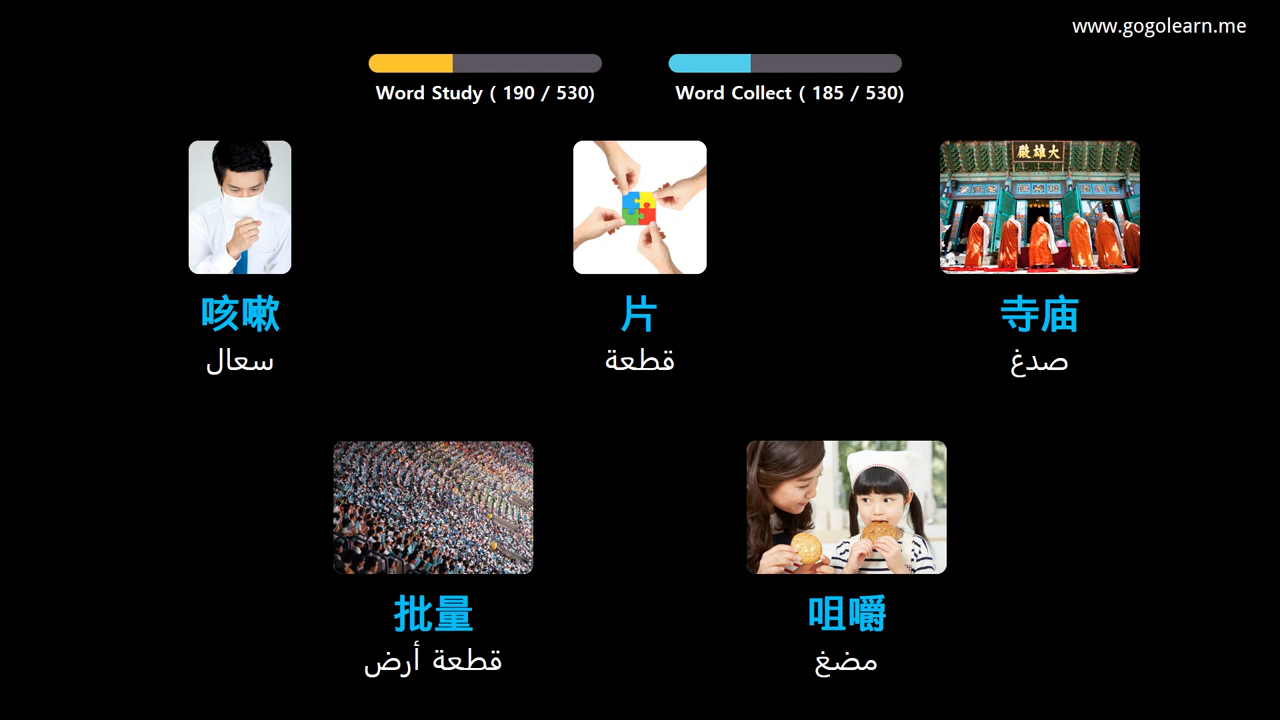 www.gogolearn.me
Word Study ( 190 / 530)
Word Collect ( 185 / 530)
大雄殿
咳嗽
سعال
片
قطعة
寺庙
صدغ
批量
قطعة أرض
咀嚼
مضغ